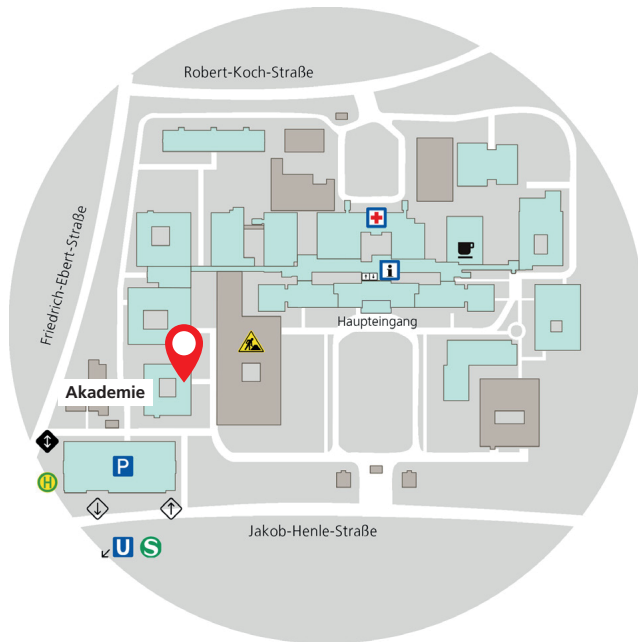 Robert-Koch-Straße
Friedrich-Ebert-Straße
i
Haupteingang
Akademie
P
H
Jakob-Henle-Straße
U S